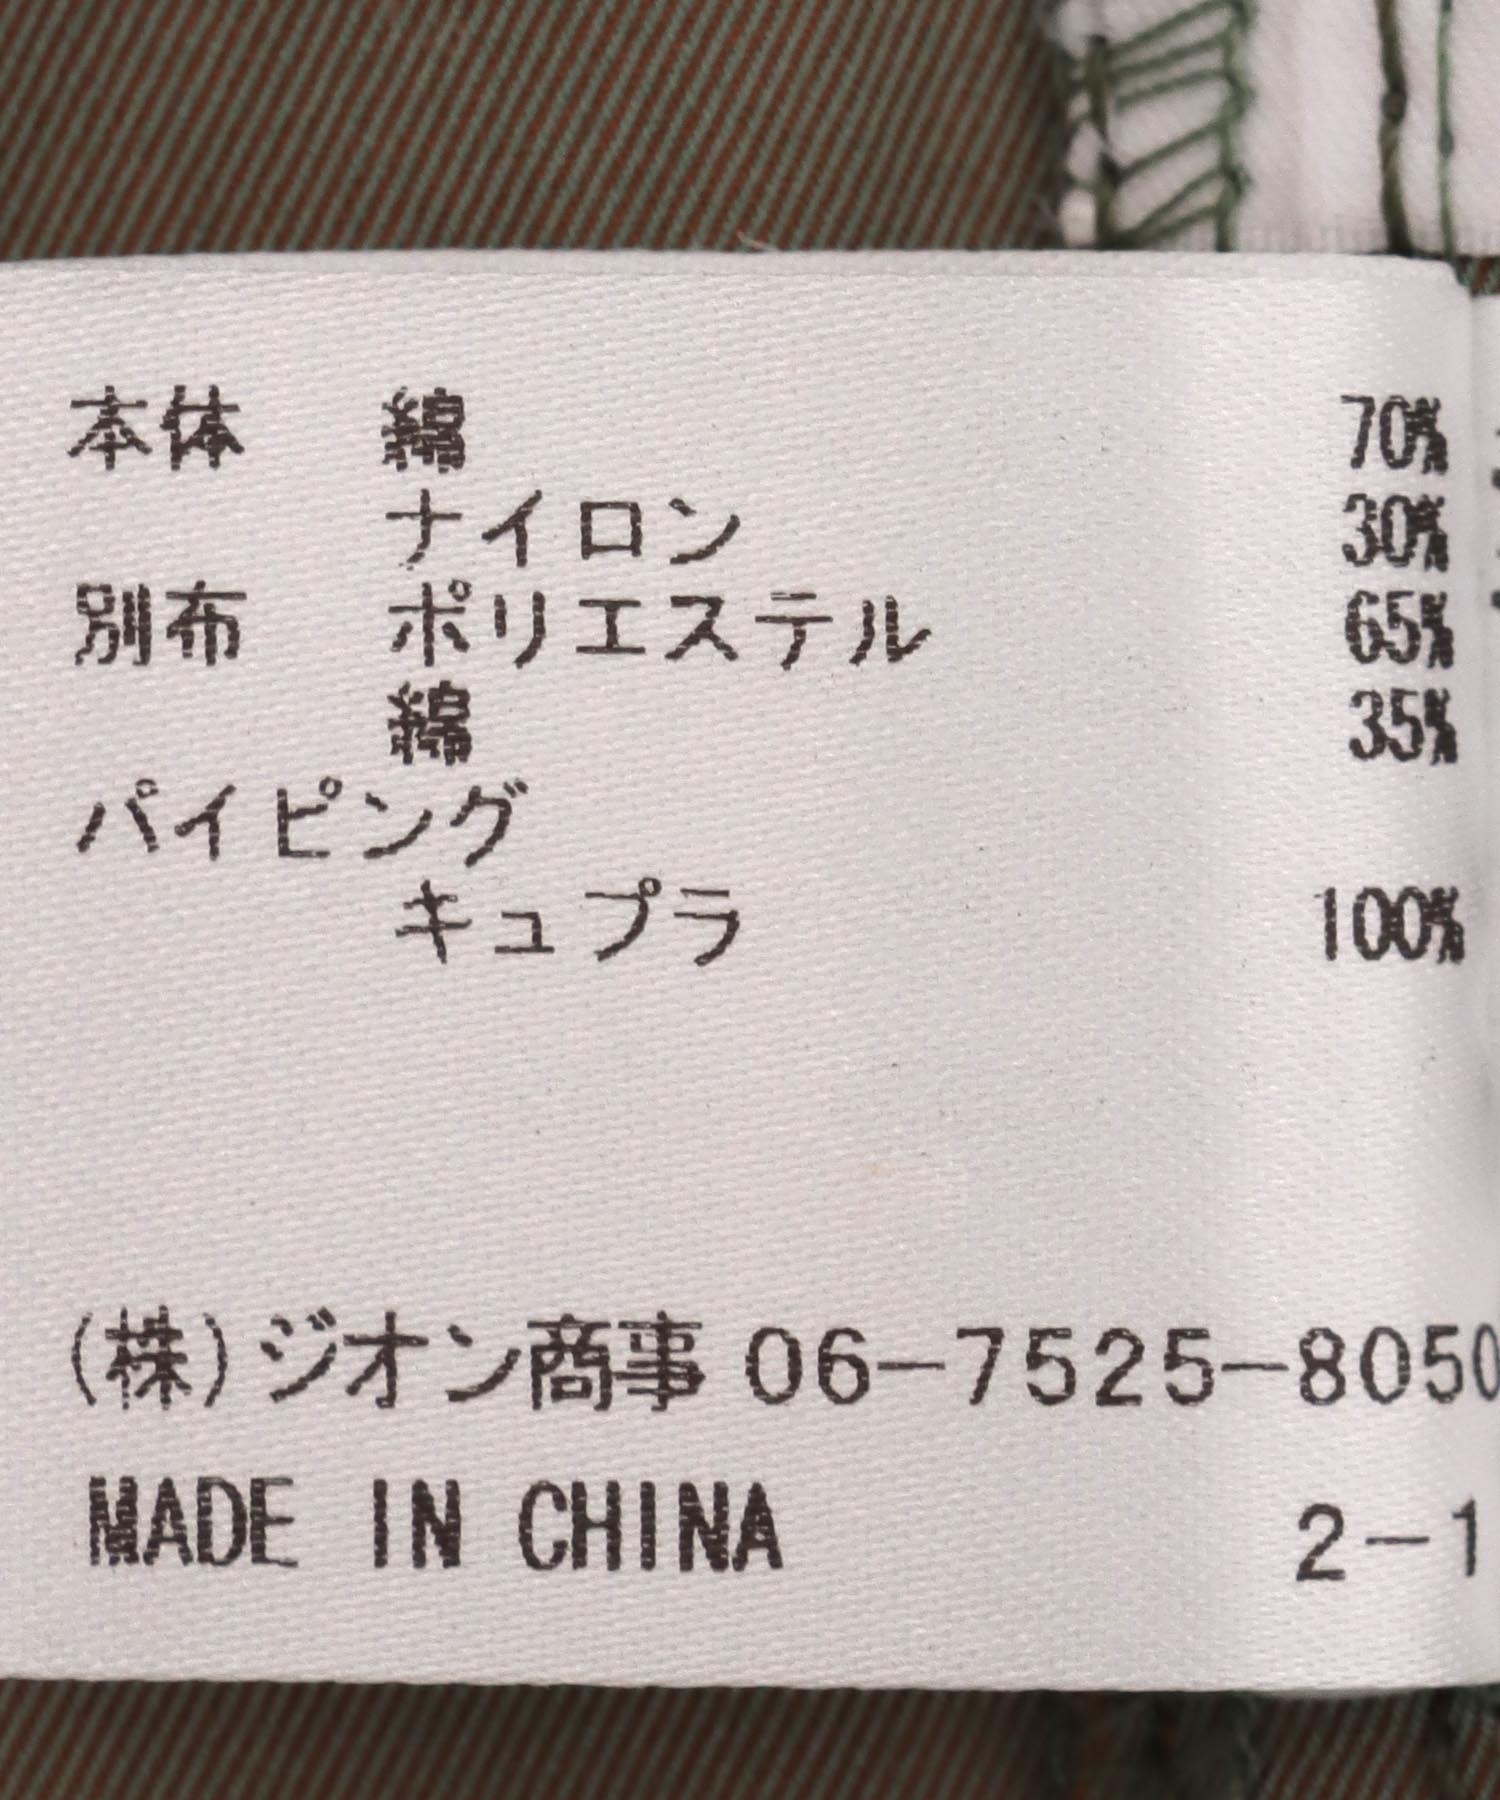 本体 綿 70%
ナイロン 30%
別布 ポリエステル 65%
綿 35%
パイピング
キュプラ 100%
(株)ジオン商事 06-7525-8050
MADE IN CHINA 2-1